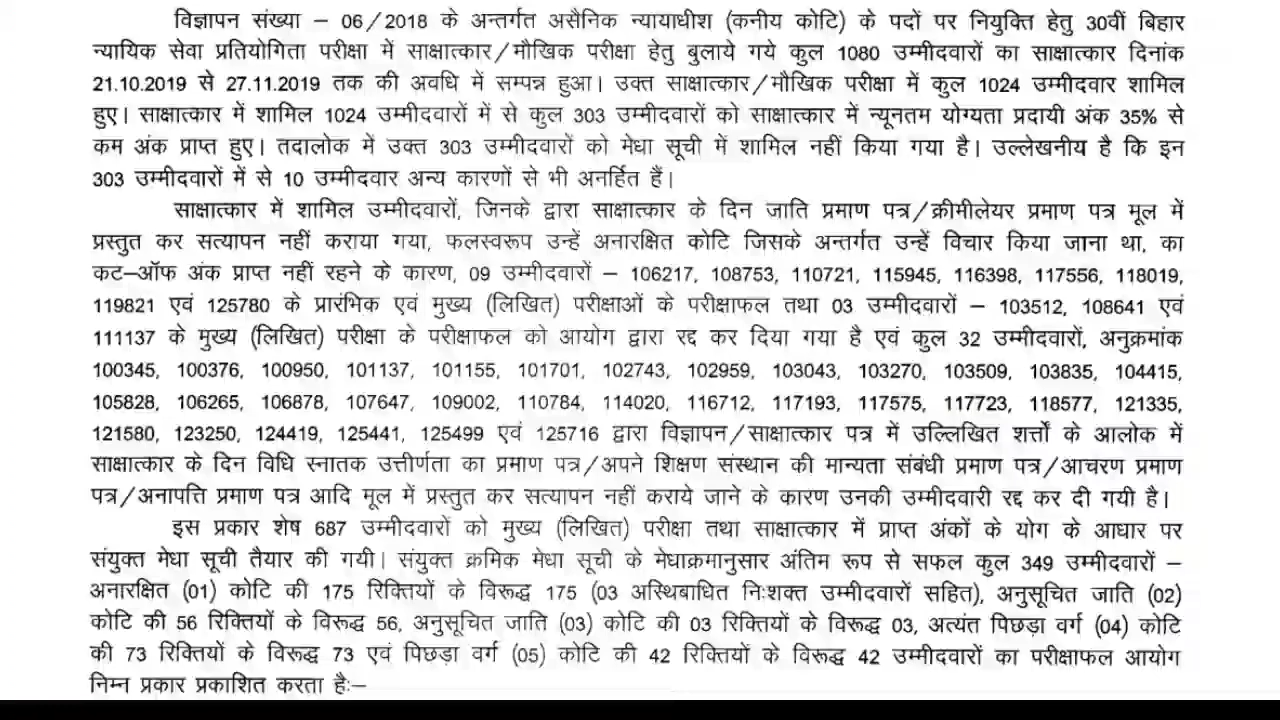 विज्ञापन संख्या – 06/2018 के अन्तर्गत असैनिक न्यायाधीश (कनीय कोटि) के पदों पर नियुक्ति हेतु 30वीं बिहार
न्यायिक सेवा प्रतियोगिता परीक्षा में साक्षात्कार/मौखिक परीक्षा हेतु बुलाये गये कुल 1080 उम्मीदवारों का साक्षात्कार दिनांक
21.10.2019 से 27.11.2019 तक की अवधि में सम्पन्न हुआ। उक्त साक्षात्कार/मौखिक परीक्षा में कुल 1024 उम्मीदवार शामिल
हुए। साक्षात्कार में शामिल 1024 उम्मीदवारों में से कुल 303 उम्मीदवारों को साक्षात्कार में न्यूनतम योग्यता प्रदायी अंक 35% से
कम अंक प्राप्त हुए। तदालोक में उक्त 303 उम्मीदवारों को मेधा सूची में शामिल नहीं किया गया है। उल्लेखनीय है कि इन
303 उम्मीदवारों में से 10 उम्मीदवार अन्य कारणों से भी अनर्हित हैं।
साक्षात्कार में शामिल उम्मीदवारों, जिनके द्वारा साक्षात्कार के दिन जाति प्रमाण पत्र/क्रीमीलेयर प्रमाण पत्र मूल में
प्रस्तुत कर सत्यापन नहीं कराया गया, फलस्वरूप उन्हें अनारक्षित कोटि जिसके अन्तर्गत उन्हें विचार किया जाना था, का
कट–ऑफ अंक प्राप्त नहीं रहने के कारण, 09 उम्मीदवारों – 106217, 108753, 110721, 115945, 116398, 117556, 118019,
119821 एवं 125780 के प्रारंभिक एवं मुख्य (लिखित) परीक्षाओं के परीक्षाफल तथा 03 उम्मीदवारों – 103512, 108641 एवं
111137 के मुख्य (लिखित) परीक्षा के परीक्षाफल को आयोग द्वारा रद्द कर दिया गया है एवं कुल 32 उम्मीदवारों, अनुक्रमांक
100345, 100376, 100950, 101137, 101155, 101701, 102743, 102959, 103043, 103270, 103509, 103835, 104415,
105828, 106265, 106878, 107647, 109002, 110784, 114020, 116712, 117193, 117575, 117723, 118577, 121335,
121580, 123250, 124419, 125441, 125499 एवं 125716 द्वारा विज्ञापन/साक्षात्कार पत्र में उल्लिखित शर्त्तों के आलोक में
साक्षात्कार के दिन विधि स्नातक उत्तीर्णता का प्रमाण पत्र/अपने शिक्षण संस्थान की मान्यता संबंधी प्रमाण पत्र/आचरण प्रमाण
पत्र/अनापत्ति प्रमाण पत्र आदि मूल में प्रस्तुत कर सत्यापन नहीं कराये जाने के कारण उनकी उम्मीदवारी रद्द कर दी गयी है।
इस प्रकार शेष 687 उम्मीदवारों को मुख्य (लिखित) परीक्षा तथा साक्षात्कार में प्राप्त अंकों के योग के आधार पर
संयुक्त मेधा सूची तैयार की गयी। संयुक्त क्रमिक मेधा सूची के मेधाक्रमानुसार अंतिम रूप से सफल कुल 349 उम्मीदवारों –
अनारक्षित (01) कोटि की 175 रिक्तियों के विरूद्ध 175 (03 अस्थिबाधित निःशक्त उम्मीदवारों सहित), अनुसूचित जाति (02)
कोटि की 56 रिक्तियों के विरूद्ध 56, अनुसूचित जाति (03) कोटि की 03 रिक्तियों के विरूद्ध 03, अत्यंत पिछड़ा वर्ग (04) कोटि
की 73 रिक्तियों के विरूद्ध 73 एवं पिछड़ा वर्ग (05) कोटि की 42 रिक्तियों के विरूद्ध 42 उम्मीदवारों का परीक्षाफल आयोग
निम्न प्रकार प्रकाशित करता है:–